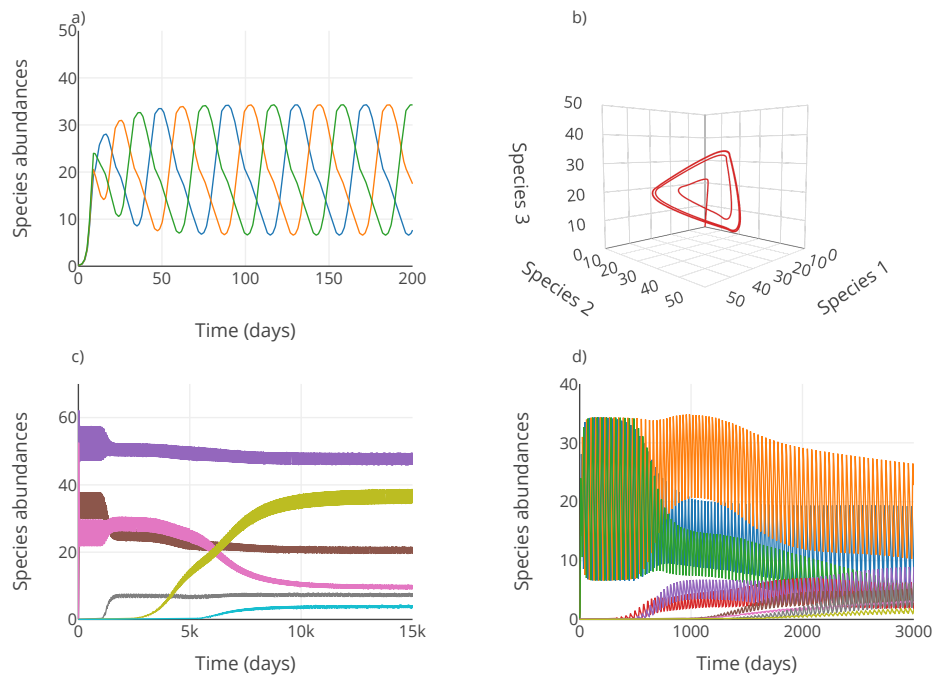 a)
50
40
30
20
10
0
Species abundances
0 50 100 150 200
Time (days)
b)
50
40
30
20
10
0
Species 3
10 20 30 40 50
Species 2
50 40 30 20 10 0
Species 1
c)
60
40
20
0
Species abundances
0 5k 10k 15k
Time (days)
d)
40
30
20
10
0
Species abundances
0 1000 2000 3000
Time (days)